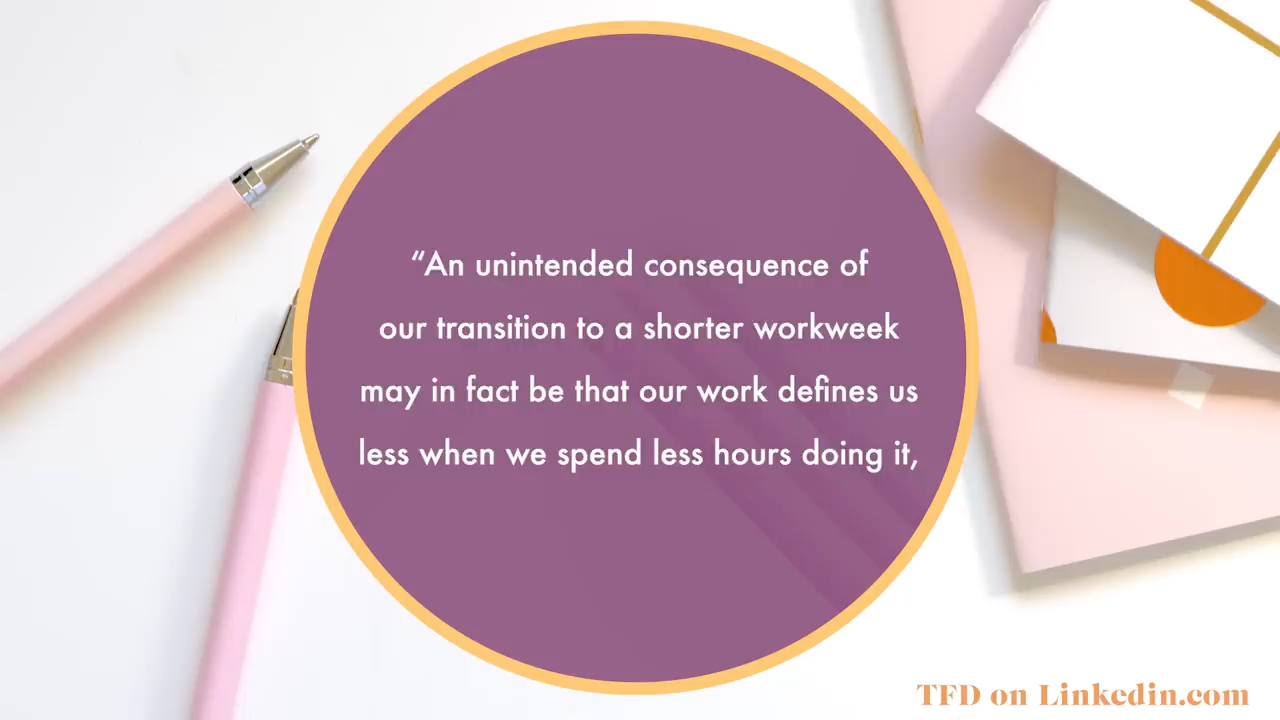 “An unintended consequence of
our transition to a shorter workweek
may in fact be that our work defines us
less when we spend less hours doing it,
TFD on Linkedin.com